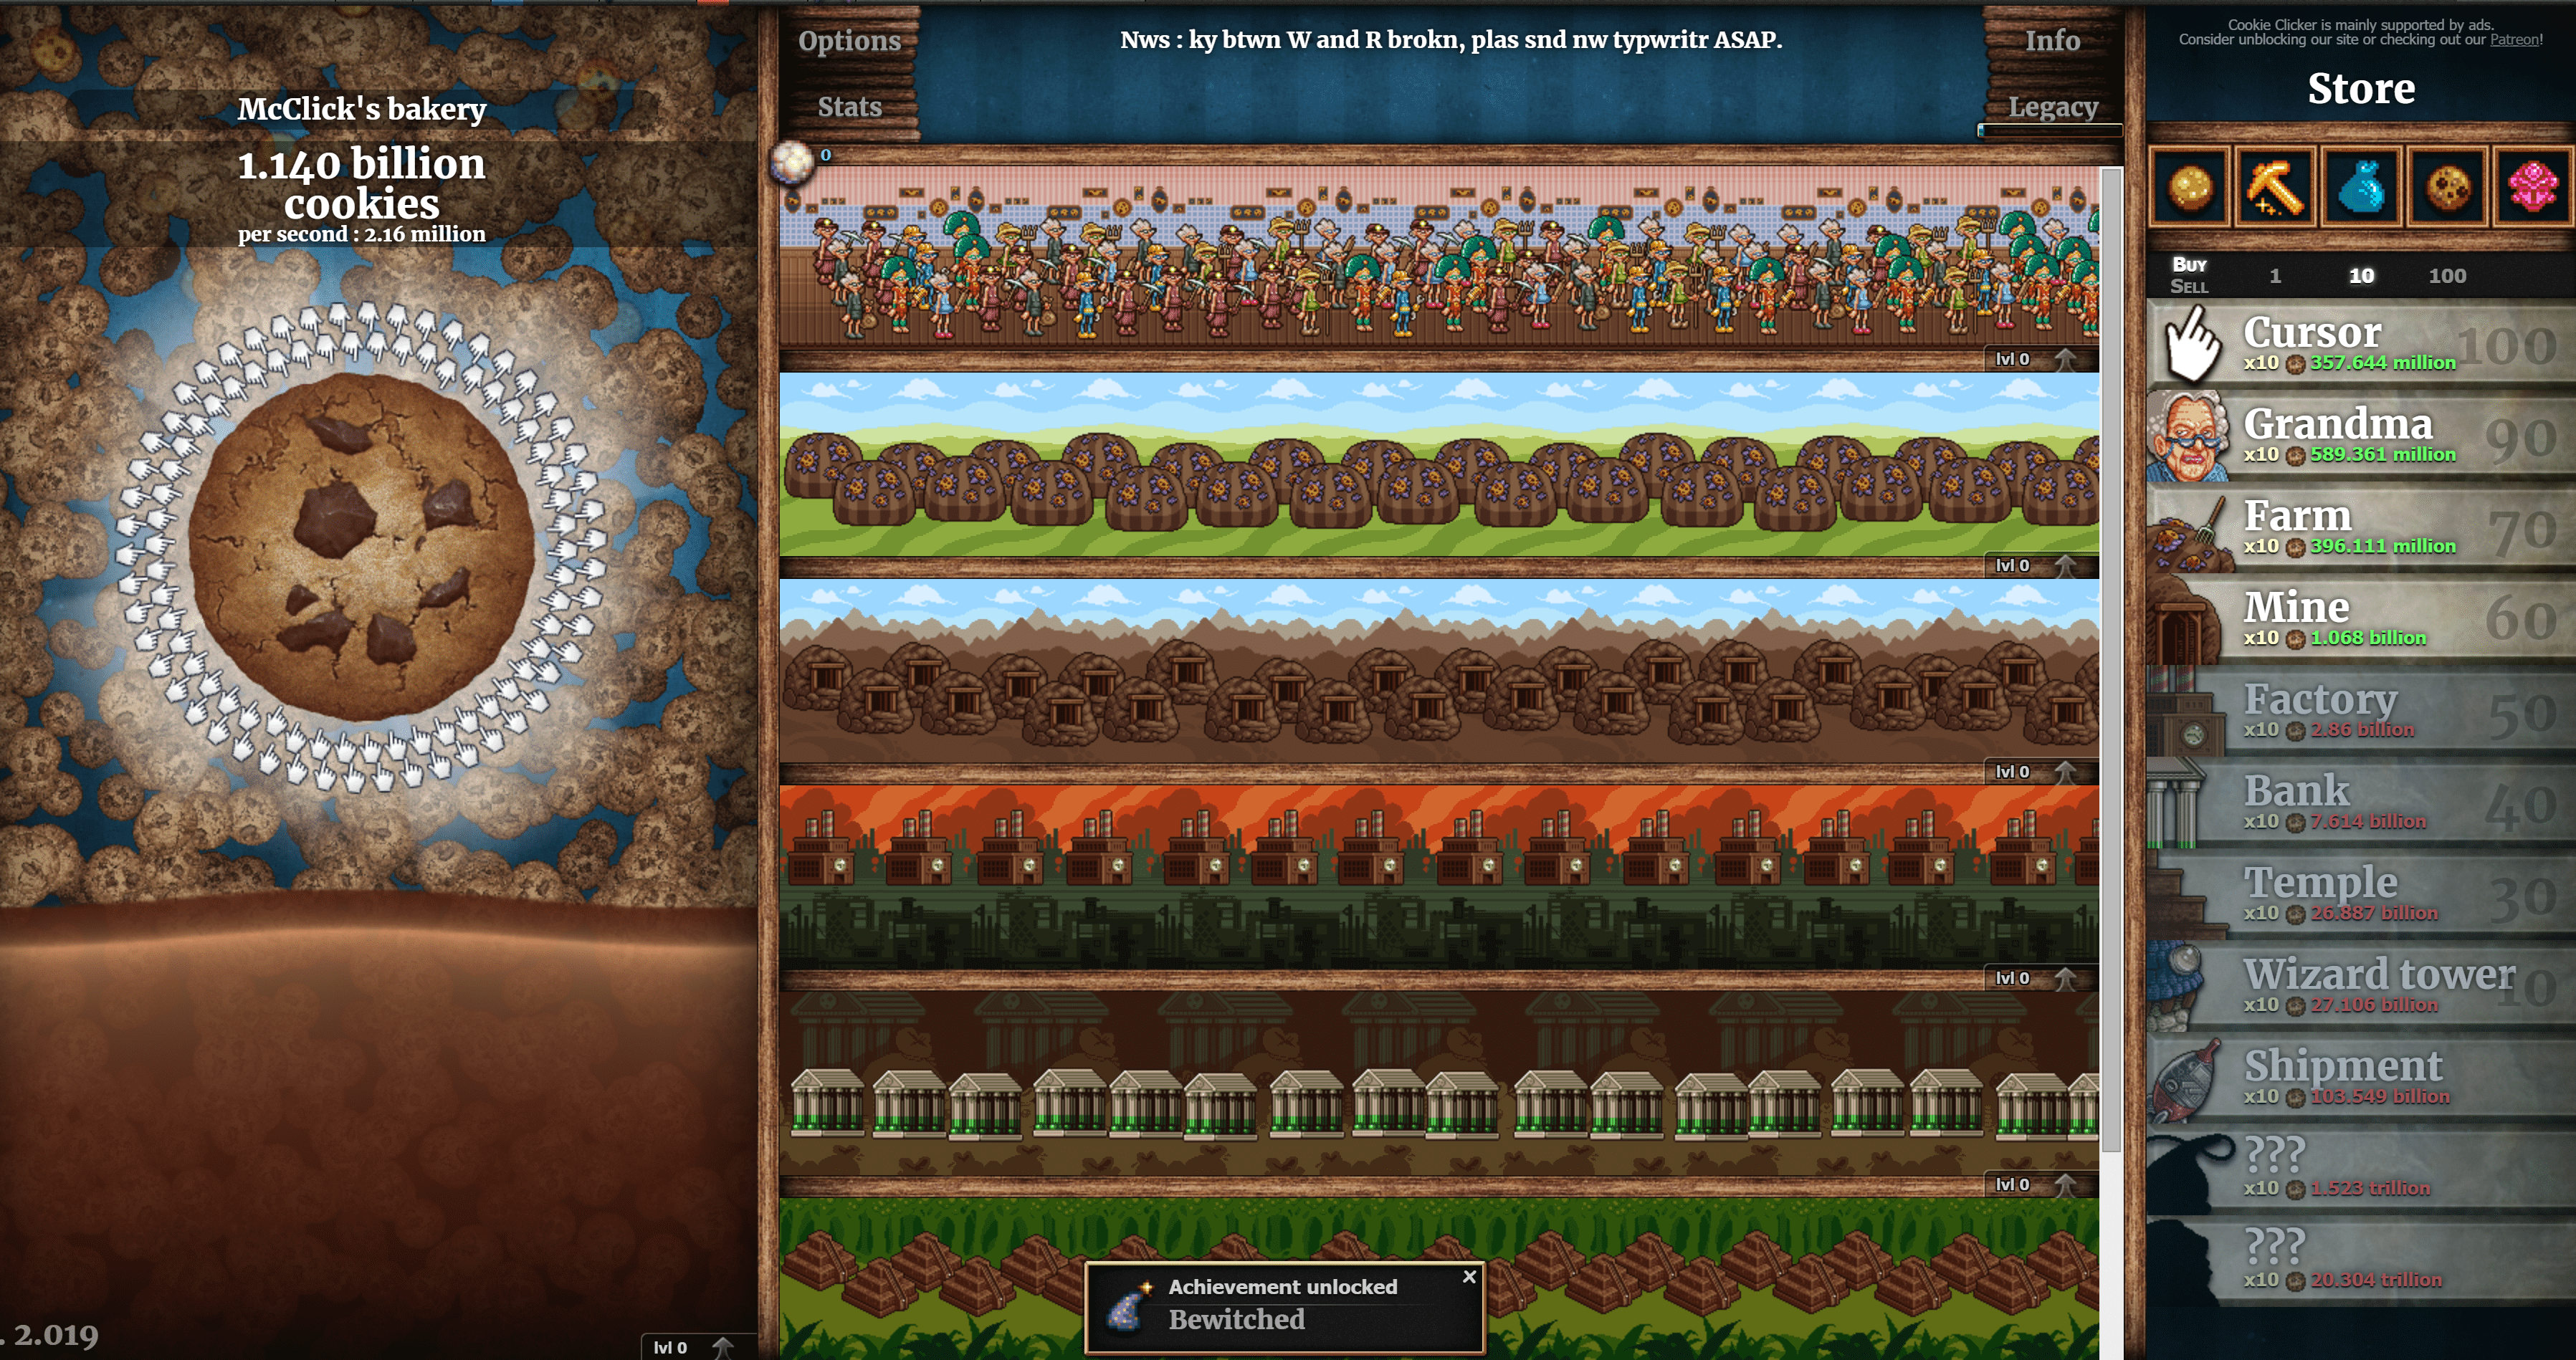 McClick's bakery
1.140 billion
cookies
per second : 2.16 million
. 2.019
lvl 0
Options
Stats
Nws : ky btwn W and R brokn, plas snd nw typwritr ASAP.
Info
Legacy
0
lvl 0
lvl 0
lvl 0
lvl 0
lvl 0
Achievement unlocked
Bewitched
Cookie Clicker is mainly supported by ads.
Consider unblocking our site or checking out our Patreon!
Store
BUY
SELL
1 10 100
Cursor 100
x10 357.644 million
Grandma 90
x10 589.361 million
Farm 70
x10 396.111 million
Mine 60
x10 1.068 billion
Factory 50
x10 2.86 billion
Bank 40
x10 7.614 billion
Temple 30
x10 26.887 billion
Wizard tower 10
x10 27.106 billion
Shipment
x10 103.549 billion
???
x10 1.523 trillion
???
x10 20.304 trillion